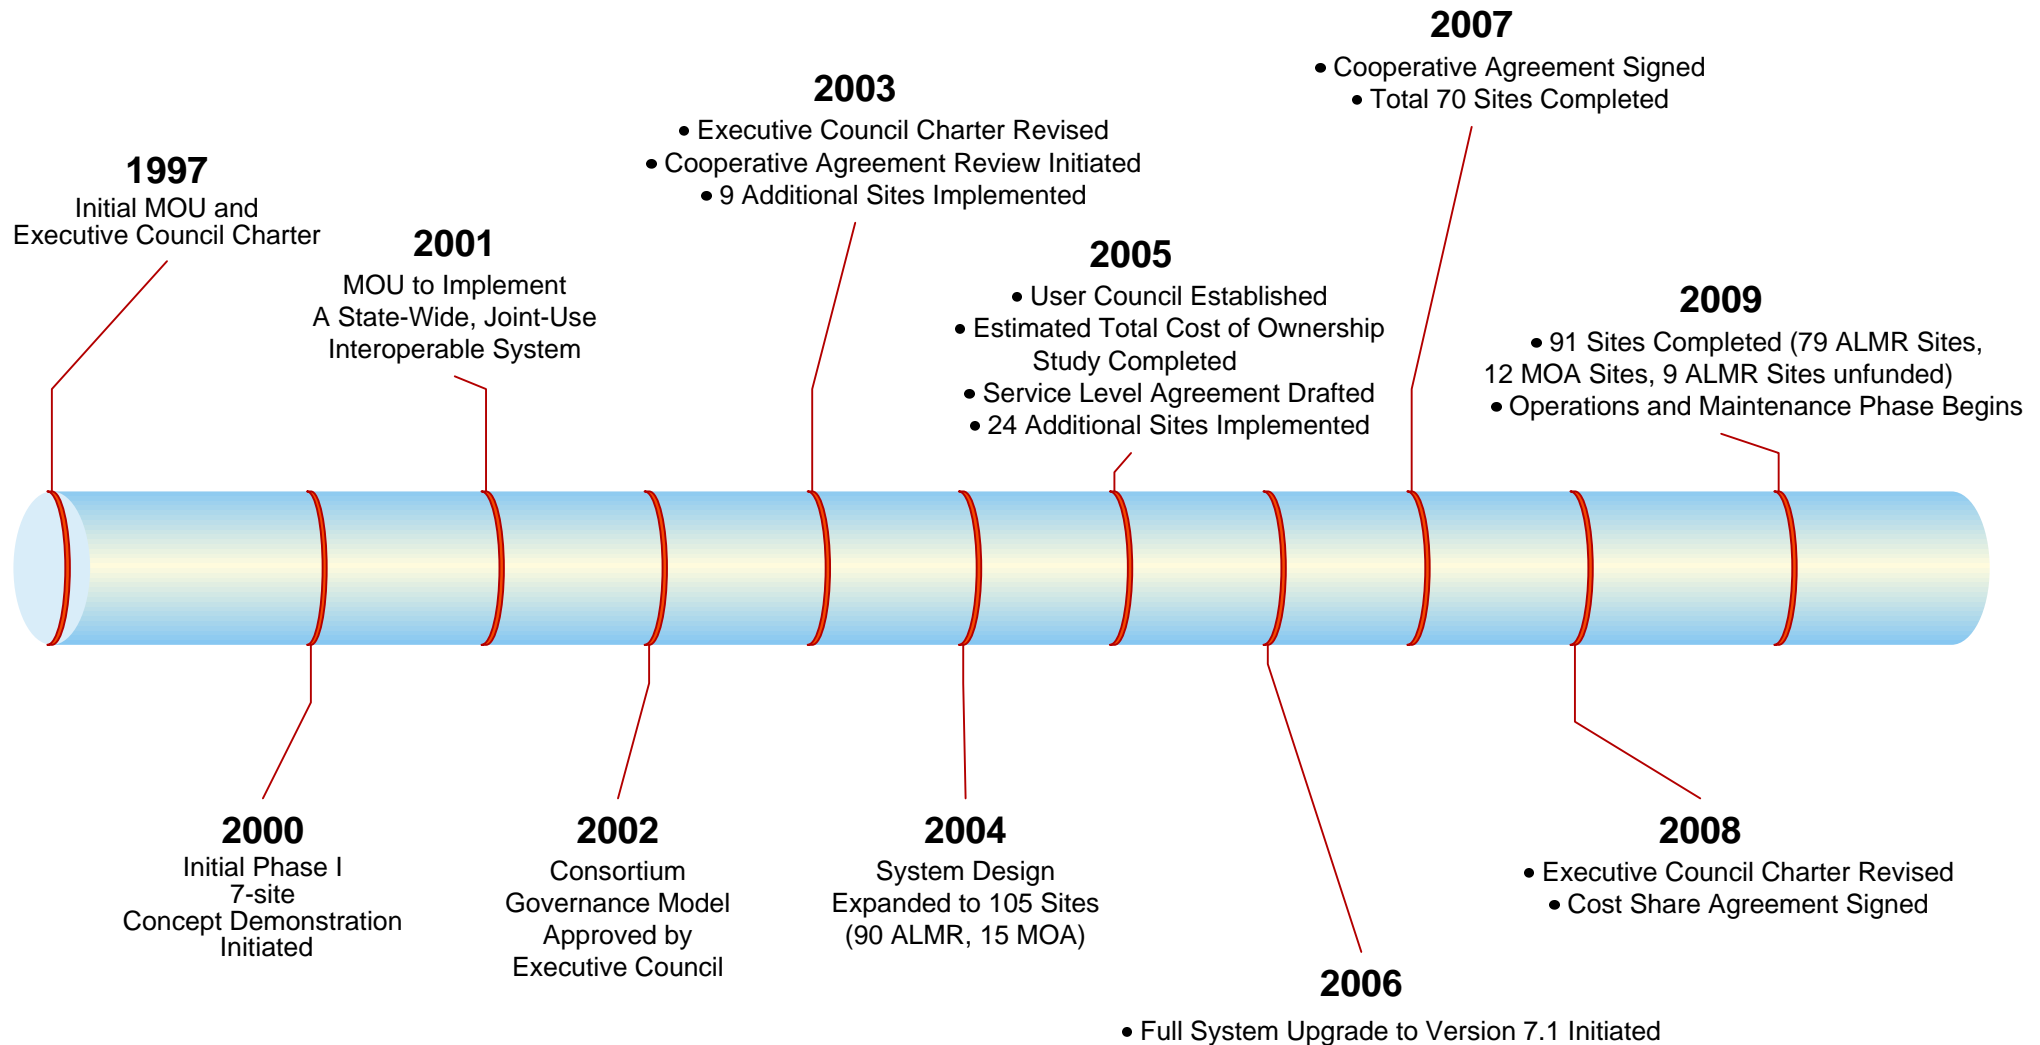 1997
Initial MOU and
Executive Council Charter
2000
Initial Phase I
7-site
Concept Demonstration
Initiated
2001
MOU to Implement
A State-Wide, Joint-Use
Interoperable System
2002
Consortium
Governance Model
Approved by
Executive Council
2003
• Executive Council Charter Revised
• Cooperative Agreement Review Initiated
• 9 Additional Sites Implemented
2004
System Design
Expanded to 105 Sites
(90 ALMR, 15 MOA)
2005
• User Council Established
• Estimated Total Cost of Ownership
Study Completed
• Service Level Agreement Drafted
• 24 Additional Sites Implemented
2006
• Full System Upgrade to Version 7.1 Initiated
2007
• Cooperative Agreement Signed
• Total 70 Sites Completed
2008
• Executive Council Charter Revised
• Cost Share Agreement Signed
2009
• 91 Sites Completed (79 ALMR Sites,
12 MOA Sites, 9 ALMR Sites unfunded)
• Operations and Maintenance Phase Begins